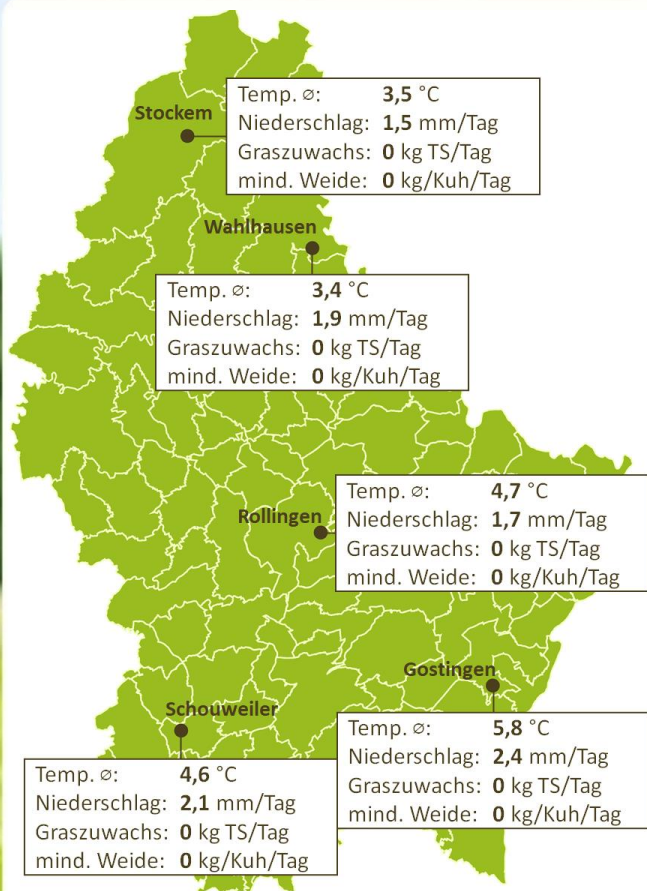 Stockem
Temp. ⌀: 3,5 °C
Niederschlag: 1,5 mm/Tag
Graszuwachs: 0 kg TS/Tag
mind. Weide: 0 kg/Kuh/Tag
Wahlhausen
Temp. ⌀: 3,4 °C
Niederschlag: 1,9 mm/Tag
Graszuwachs: 0 kg TS/Tag
mind. Weide: 0 kg/Kuh/Tag
Rollingen
Temp. ⌀: 4,7 °C
Niederschlag: 1,7 mm/Tag
Graszuwachs: 0 kg TS/Tag
mind. Weide: 0 kg/Kuh/Tag
Gostingen
Temp. ⌀: 5,8 °C
Niederschlag: 2,4 mm/Tag
Graszuwachs: 0 kg TS/Tag
mind. Weide: 0 kg/Kuh/Tag
Schouweiler
Temp. ⌀: 4,6 °C
Niederschlag: 2,1 mm/Tag
Graszuwachs: 0 kg TS/Tag
mind. Weide: 0 kg/Kuh/Tag